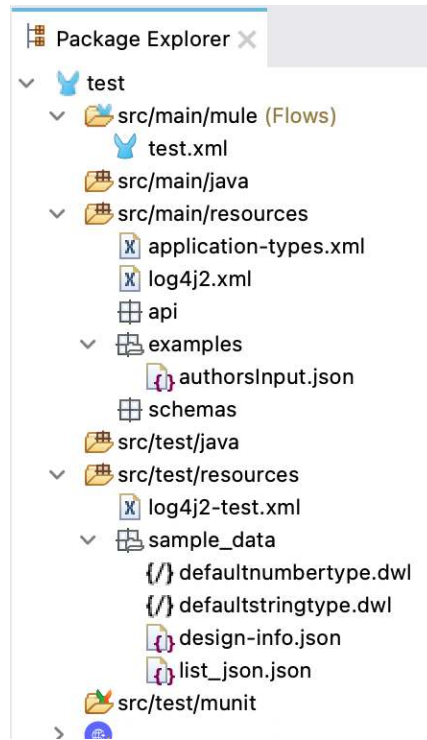 Package Explorer
test
src/main/mule (Flows)
test.xml
src/main/java
src/main/resources
application-types.xml
log4j2.xml
api
examples
authorsInput.json
schemas
src/test/java
src/test/resources
log4j2-test.xml
sample_data
defaultnumbertype.dwl
defaultstringtype.dwl
design-info.json
list_json.json
src/test/munit